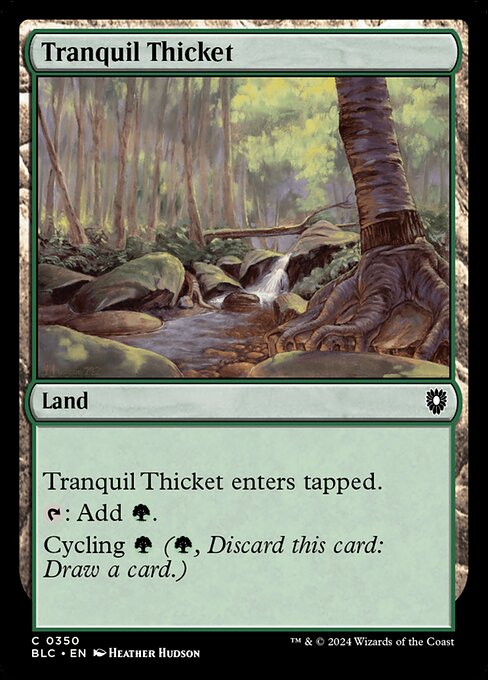 Tranquil Thicket
Land
Tranquil Thicket enters tapped.
: Add .
Cycling (, Discard this card:
Draw a card.)
C 0350
BLC • EN HEATHER HUDSON
™ & © 2024 Wizards of the Coast